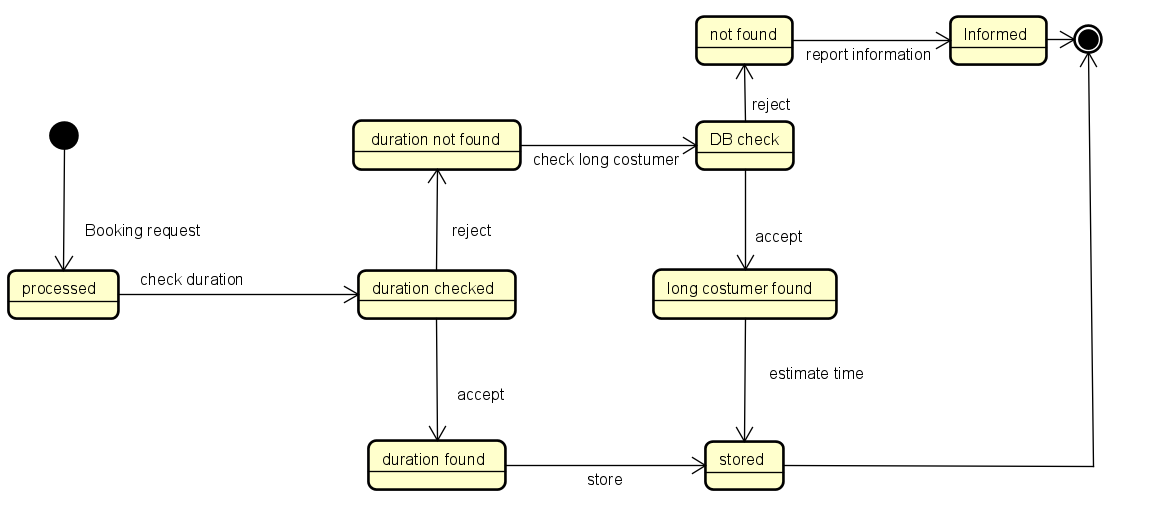 not found
Informed
report information
reject
duration not found
DB check
check long costumer
Booking request
reject
accept
processed
check duration
duration checked
long costumer found
estimate time
accept
duration found
stored
store